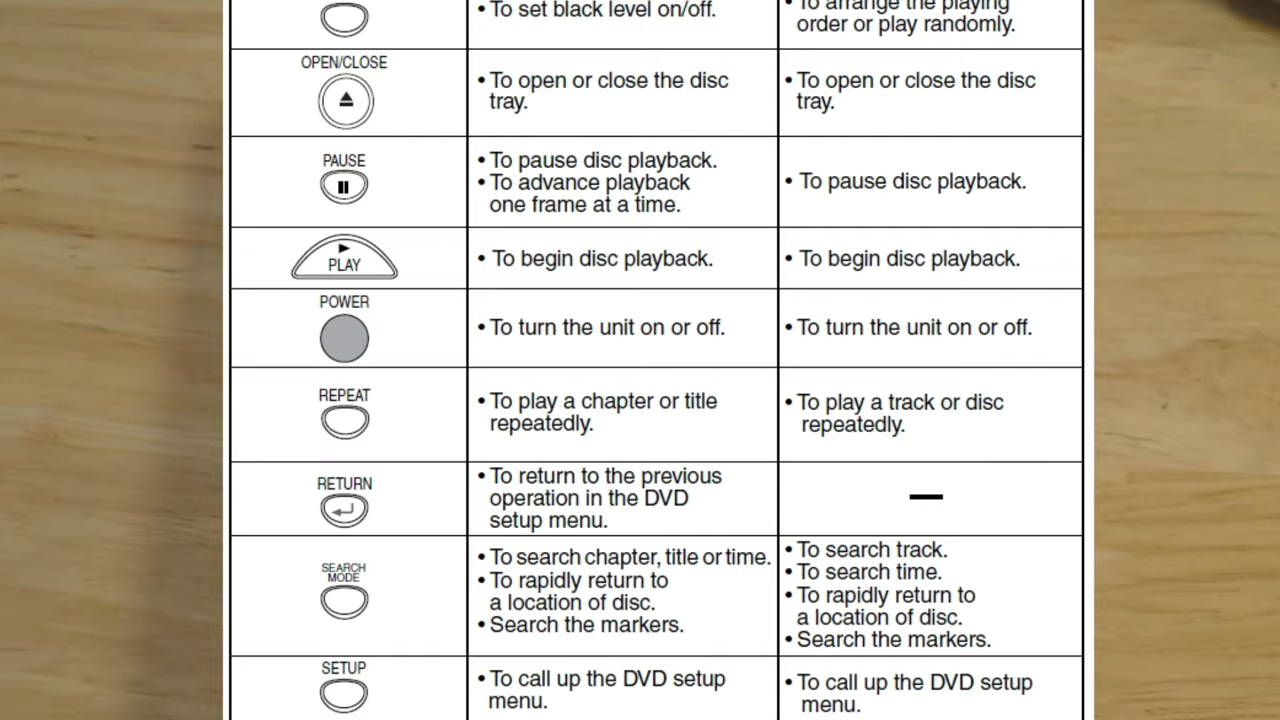 • To set black level on/off.
• To arrange the playing
order or play randomly.
OPEN/CLOSE
• To open or close the disc
tray.
• To open or close the disc
tray.
PAUSE
• To pause disc playback.
• To advance playback
one frame at a time.
• To pause disc playback.
PLAY
• To begin disc playback.
• To begin disc playback.
POWER
• To turn the unit on or off.
• To turn the unit on or off.
REPEAT
• To play a chapter or title
repeatedly.
• To play a track or disc
repeatedly.
RETURN
• To return to the previous
operation in the DVD
setup menu.
—
SEARCH
MODE
• To search chapter, title or time.
• To rapidly return to
a location of disc.
• Search the markers.
• To search track.
• To search time.
• To rapidly return to
a location of disc.
• Search the markers.
SETUP
• To call up the DVD setup
menu.
• To call up the DVD setup
menu.